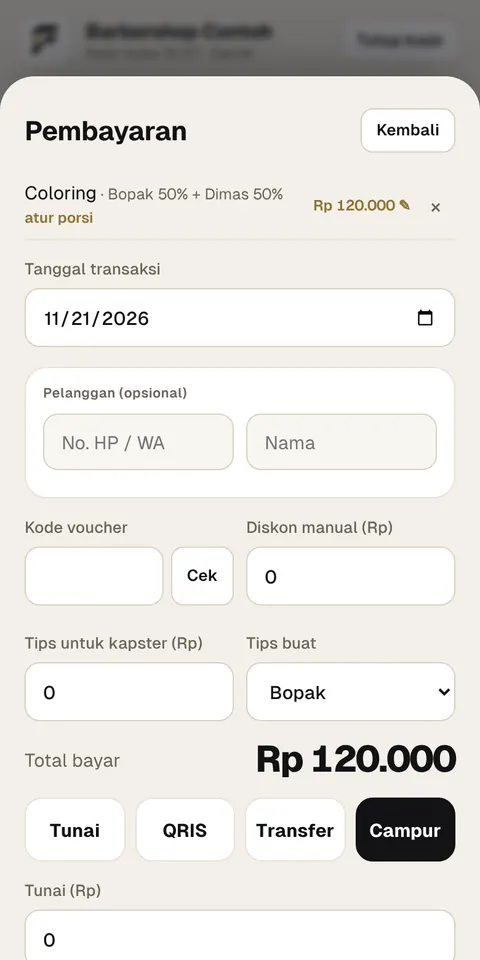 Barbershop Contoh
Pembayaran
Kembali
Coloring · Bopak 50% + Dimas 50%
atur porsi
Rp 120.000 ✎ ×
Tanggal transaksi
11/21/2026
Pelanggan (opsional)
No. HP / WA
Nama
Kode voucher
Diskon manual (Rp)
Cek
0
Tips untuk kapster (Rp)
Tips buat
0
Bopak
Total bayar
Rp 120.000
Tunai
QRIS
Transfer
Campur
Tunai (Rp)
0